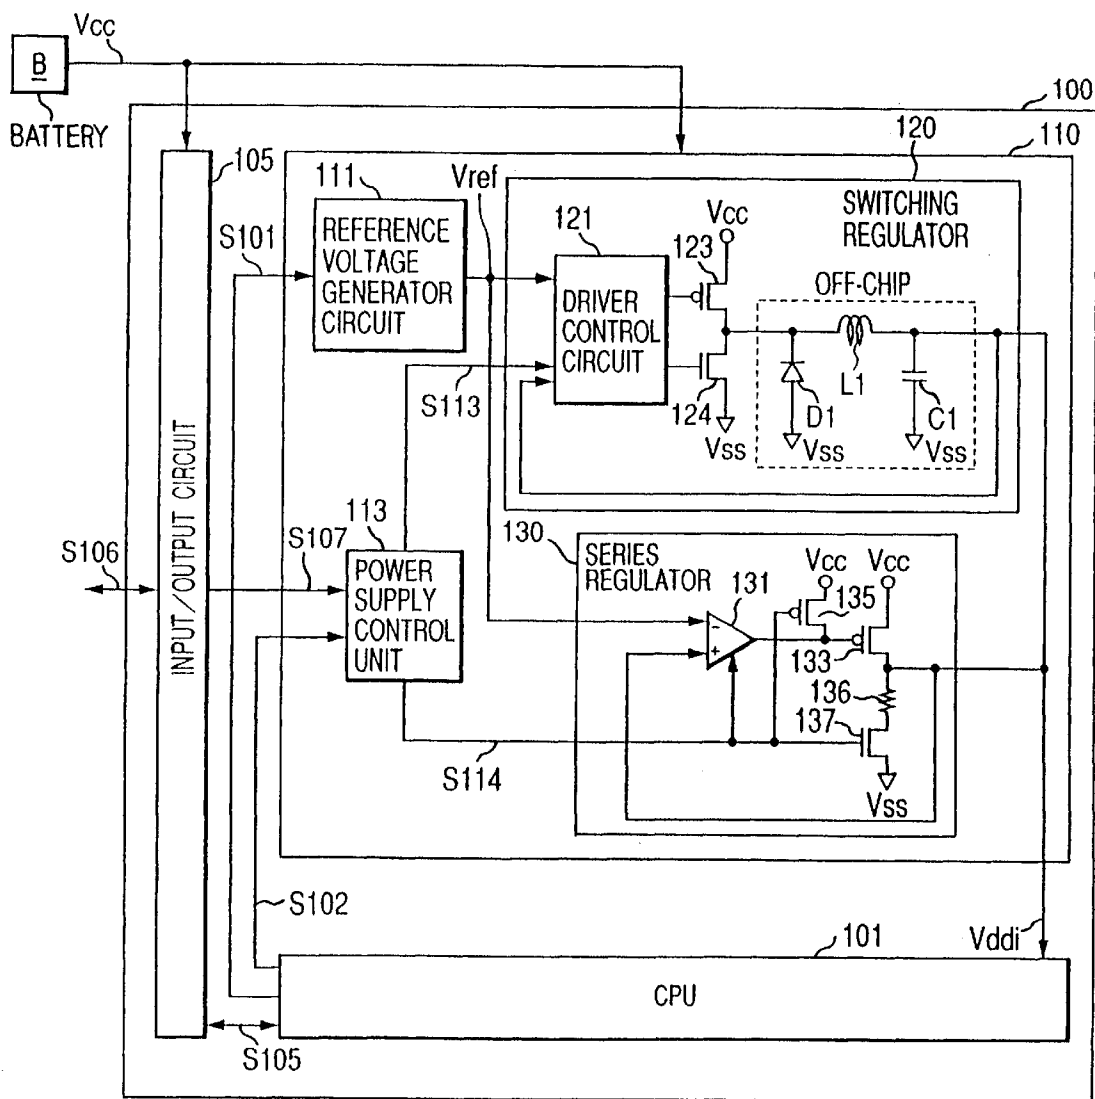 Vcc
B
BATTERY
100
110
120
105
111
Vref
SWITCHING
REGULATOR
S101
REFERENCE
VOLTAGE
GENERATOR
CIRCUIT
121
DRIVER
CONTROL
CIRCUIT
Vcc
123
OFF-CHIP
L1
S113
124
D1
C1
Vss
Vss
Vss
INPUT/OUTPUT CIRCUIT
S106
S107
113
POWER
SUPPLY
CONTROL
UNIT
130
SERIES
REGULATOR
131
Vcc
Vcc
135
-
+
133
136
137
S114
Vss
S102
101
Vddi
CPU
S105